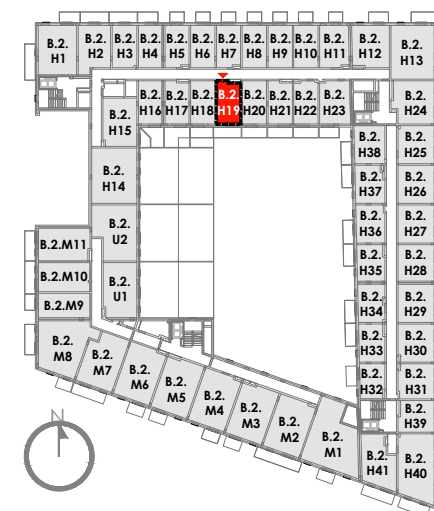 B.2. H1
B.2. H2
B.2. H3
B.2. H4
B.2. H5
B.2. H6
B.2. H7
B.2. H8
B.2. H9
B.2. H10
B.2. H11
B.2. H12
B.2. H13
B.2. H15
B.2. H16
B.2. H17
B.2. H18
B.2. H19
B.2. H20
B.2. H21
B.2. H22
B.2. H23
B.2. H24
B.2. H38
B.2. H25
B.2. H14
B.2. H37
B.2. H26
B.2. U2
B.2. H36
B.2. H27
B.2.M11
B.2. H35
B.2. H28
B.2.M10
B.2. U1
B.2. H34
B.2. H29
B.2.M9
B.2. M8
B.2. M7
B.2. M6
B.2. M5
B.2. M4
B.2. M3
B.2. M2
B.2. M1
B.2. H33
B.2. H30
B.2. H32
B.2. H31
B.2. H39
B.2. H41
B.2. H40
N